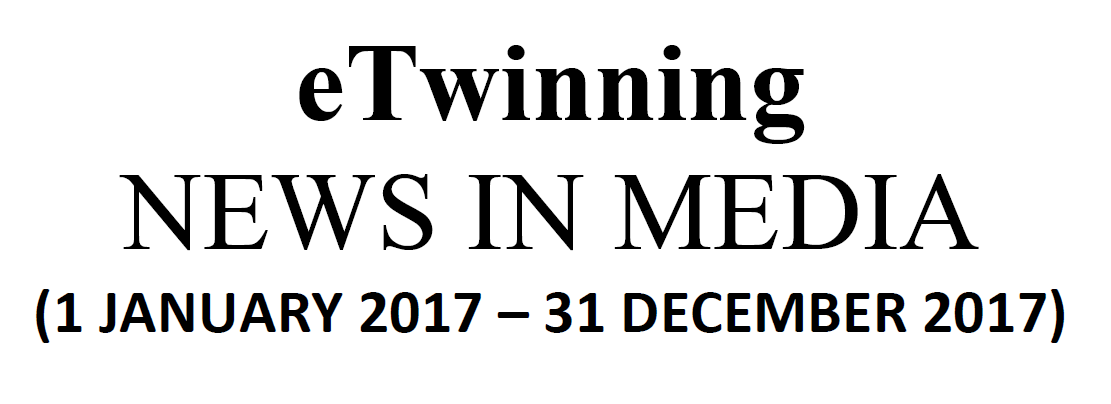 eTwinning
NEWS IN MEDIA
(1 JANUARY 2017 – 31 DECEMBER 2017)